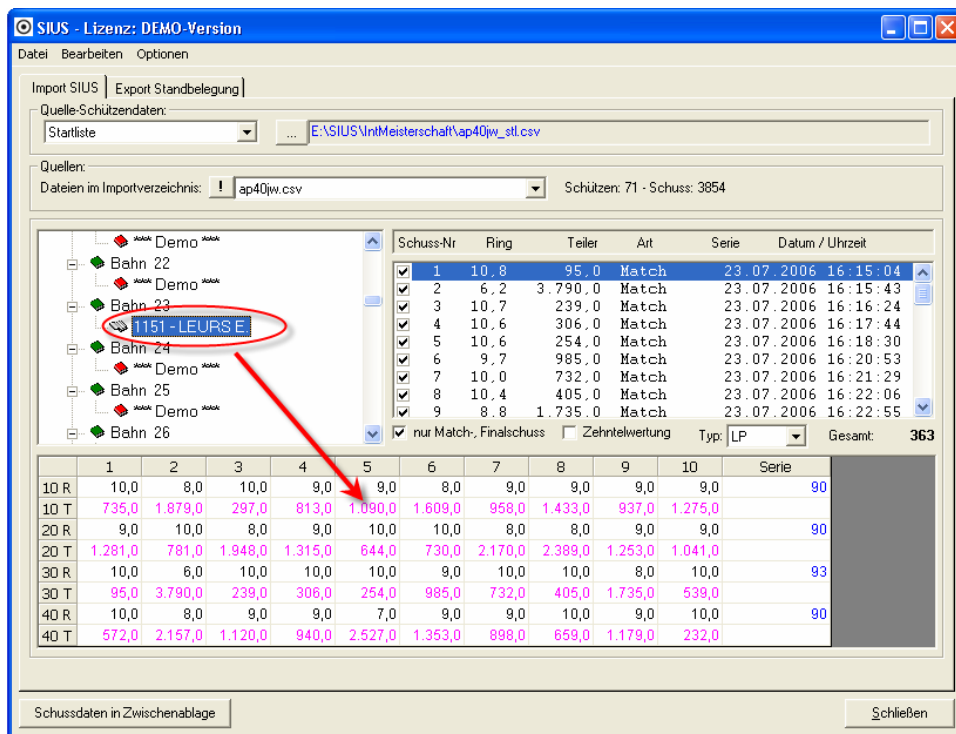 SIUS - Lizenz: DEMO-Version
Datei Bearbeiten Optionen
Import SIUS Export Standbelegung
Quelle-Schützendaten:
Startliste ... E:\SIUS\IntMeisterschaft\ap40jw_stl.csv
Quellen:
Dateien im Importverzeichnis: ! ap40jw.csv Schützen: 71 - Schuss: 3854
*** Demo ***
Bahn 22
*** Demo ***
Bahn 23
1151 - LEURS E.
Bahn 24
*** Demo ***
Bahn 25
*** Demo ***
Bahn 26
Schuss-Nr Ring Teiler Art Serie Datum / Uhrzeit
1 10,8 95,0 Match 23.07.2006 16:15:04
2 6,2 3.790,0 Match 23.07.2006 16:15:43
3 10,7 239,0 Match 23.07.2006 16:16:24
4 10,6 306,0 Match 23.07.2006 16:17:44
5 10,6 254,0 Match 23.07.2006 16:18:30
6 9,7 985,0 Match 23.07.2006 16:20:53
7 10,0 732,0 Match 23.07.2006 16:21:29
8 10,4 405,0 Match 23.07.2006 16:22:06
9 8,8 1.735,0 Match 23.07.2006 16:22:55
nur Match-, Finalschuss Zehntelwertung Typ: LP Gesamt: 363
1 2 3 4 5 6 7 8 9 10 Serie
10 R 10,0 8,0 10,0 9,0 9,0 8,0 9,0 9,0 9,0 9,0 90
10 T 735,0 1.879,0 297,0 813,0 1.090,0 1.609,0 958,0 1.433,0 937,0 1.275,0
20 R 9,0 10,0 8,0 9,0 10,0 10,0 8,0 8,0 9,0 9,0 90
20 T 1.281,0 781,0 1.948,0 1.315,0 644,0 730,0 2.170,0 2.389,0 1.253,0 1.041,0
30 R 10,0 6,0 10,0 10,0 10,0 9,0 10,0 10,0 8,0 10,0 93
30 T 95,0 3.790,0 239,0 306,0 254,0 985,0 732,0 405,0 1.735,0 539,0
40 R 10,0 8,0 9,0 9,0 7,0 9,0 9,0 10,0 9,0 10,0 90
40 T 572,0 2.157,0 1.120,0 940,0 2.527,0 1.353,0 898,0 659,0 1.179,0 232,0
Schussdaten in Zwischenablage Schließen